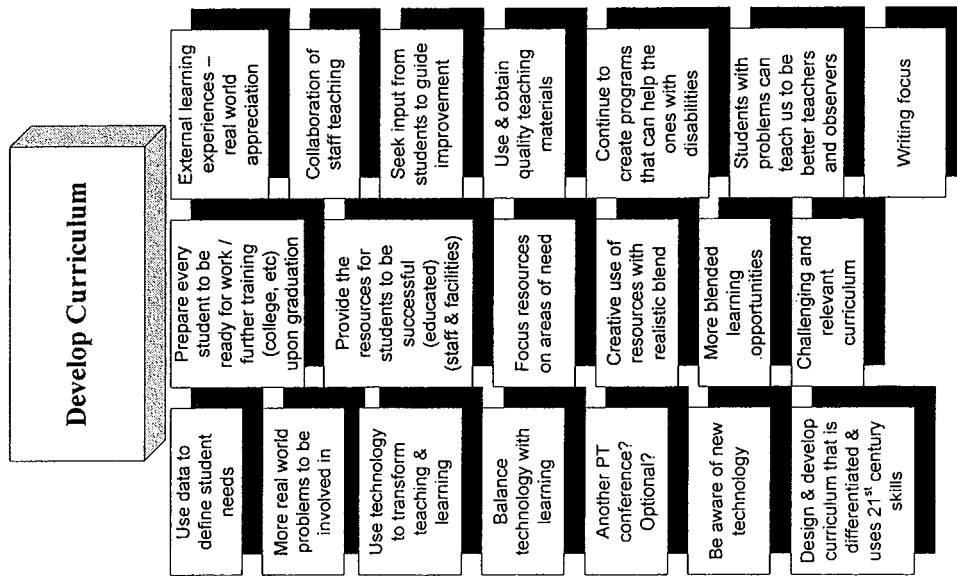 Develop Curriculum
Use data to
define student
needs
More real world
problems to be
involved in
Use technology
to transform
teaching &
learning
Balance
technology with
learning
Another PT
conference?
Optional?
Be aware of new
technology
Design & develop
curriculum that is
differentiated &
uses 21st century
skills
Prepare every
student to be
ready for work /
further training
(college, etc)
upon graduation
Provide the
resources for
students to be
successful
(educated)
(staff & facilities)
Focus resources
on areas of need
Creative use of
resources with
realistic blend
More blended
learning
opportunities
Challenging and
relevant
curriculum
External learning
experiences –
real world
appreciation
Collaboration of
staff teaching
Seek input from
students to guide
improvement
Use & obtain
quality teaching
materials
Continue to
create programs
that can help the
ones with
disabilities
Students with
problems can
teach us to be
better teachers
and observers
Writing focus